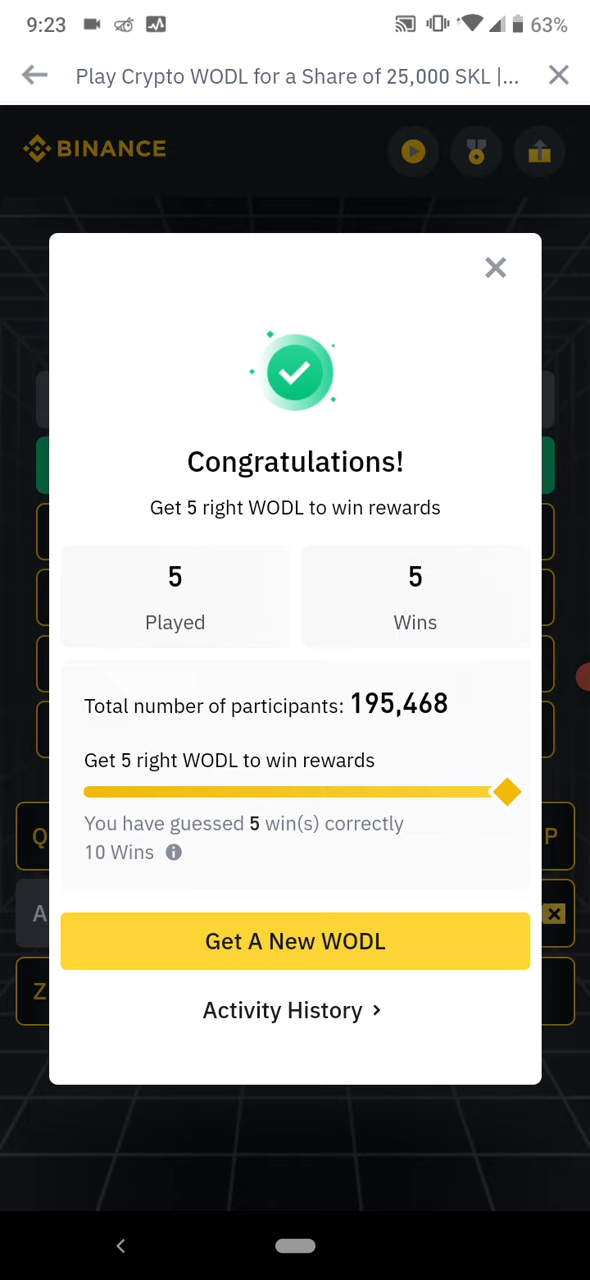 9:23
63%
Play Crypto WODL for a Share of 25,000 SKL |...
BINANCE
Congratulations!
Get 5 right WODL to win rewards
5
5
Played
Wins
Total number of participants: 195,468
Get 5 right WODL to win rewards
You have guessed 5 win(s) correctly
10 Wins
Q
P
A
Get A New WODL
Z
Activity History